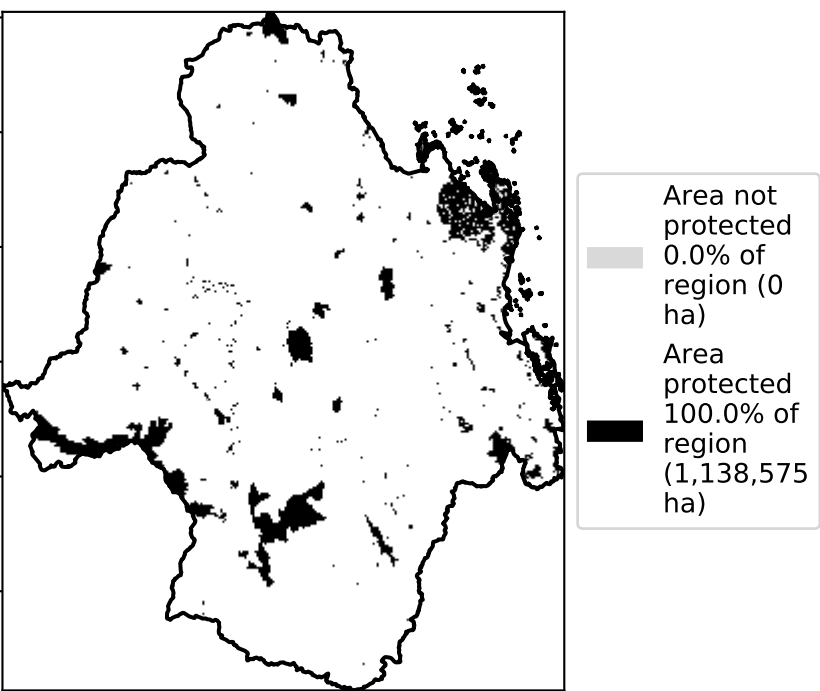 Area not
protected
0.0% of
region (0
ha)
Area
protected
100.0% of
region
(1,138,575
ha)